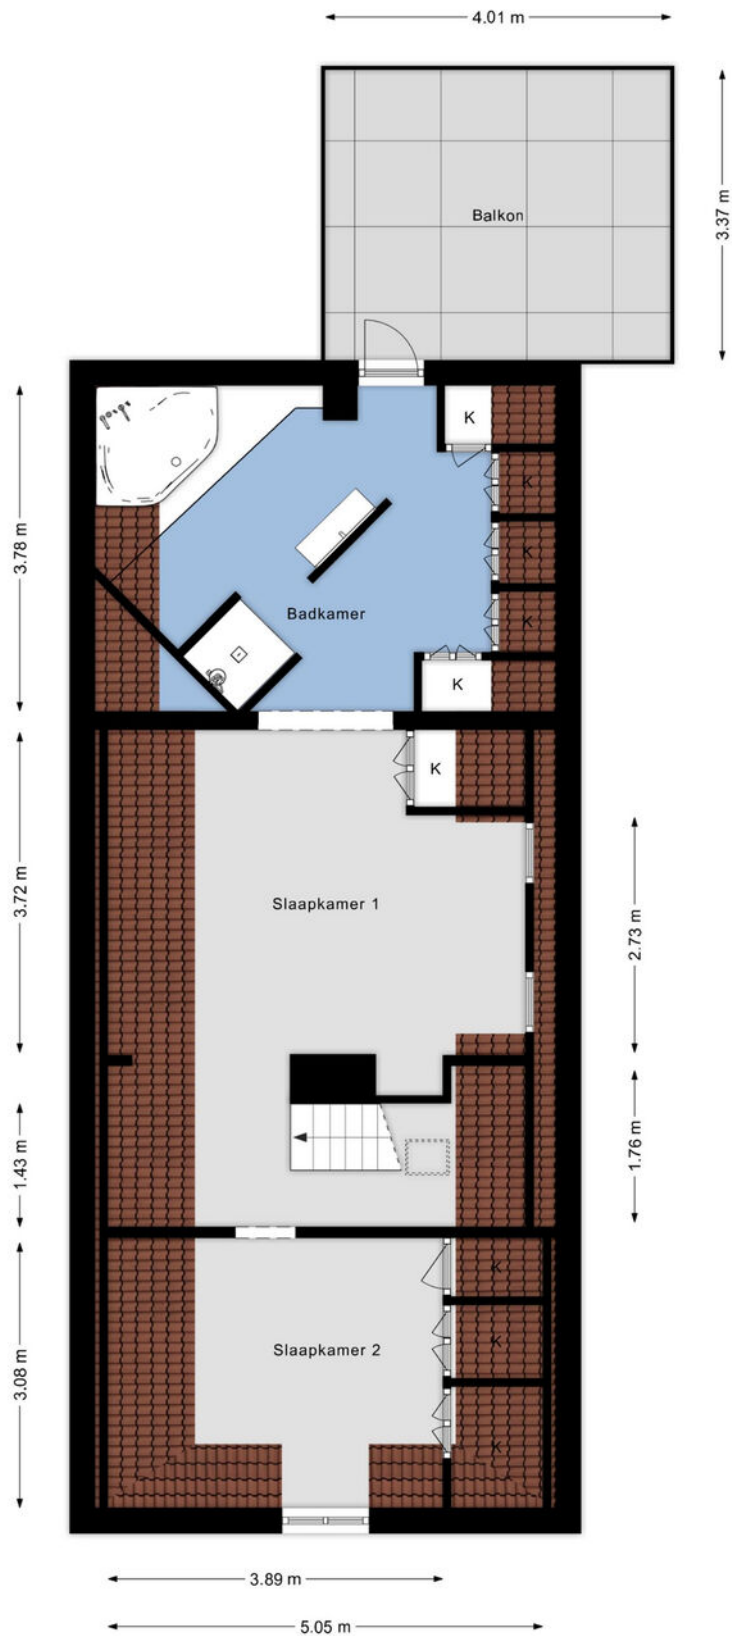 4.01 m
3.37 m
Balkon
K
K
3.78 m
K
Badkamer
K
K
K
3.72 m
Slaapkamer 1
2.73 m
1.76 m
1.43 m
K
K
Slaapkamer 2
3.08 m
K
3.89 m
5.05 m